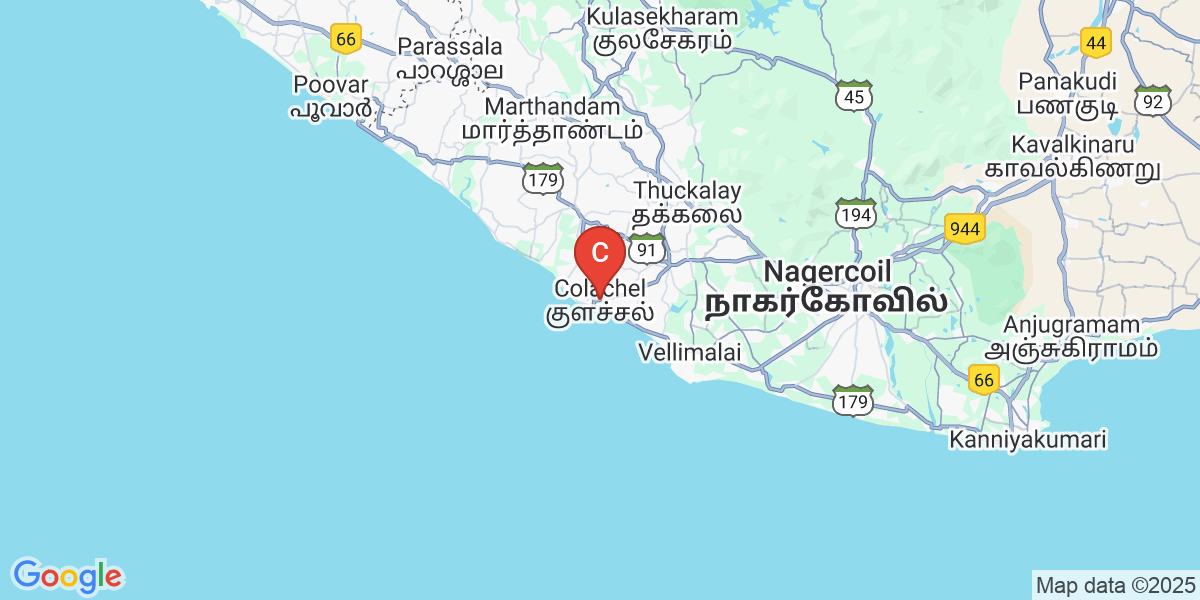 Kulasekharam
குலசேகரம்
66
Parassala
പാറശ്ശാല
44
Poovar
പൂവാർ
Panakudi
பணகுடி
45
92
Marthandam
மார்த்தாண்டம்
Kavalkinaru
காவல்கிணறு
179
Thuckalay
தக்கலை
194
944
91
C
Nagercoil
நாகர்கோவில்
Colachel
குளச்சல்
Anjugramam
அஞ்சுகிராமம்
Vellimalai
66
179
Kanniyakumari
Google
Map data ©2025